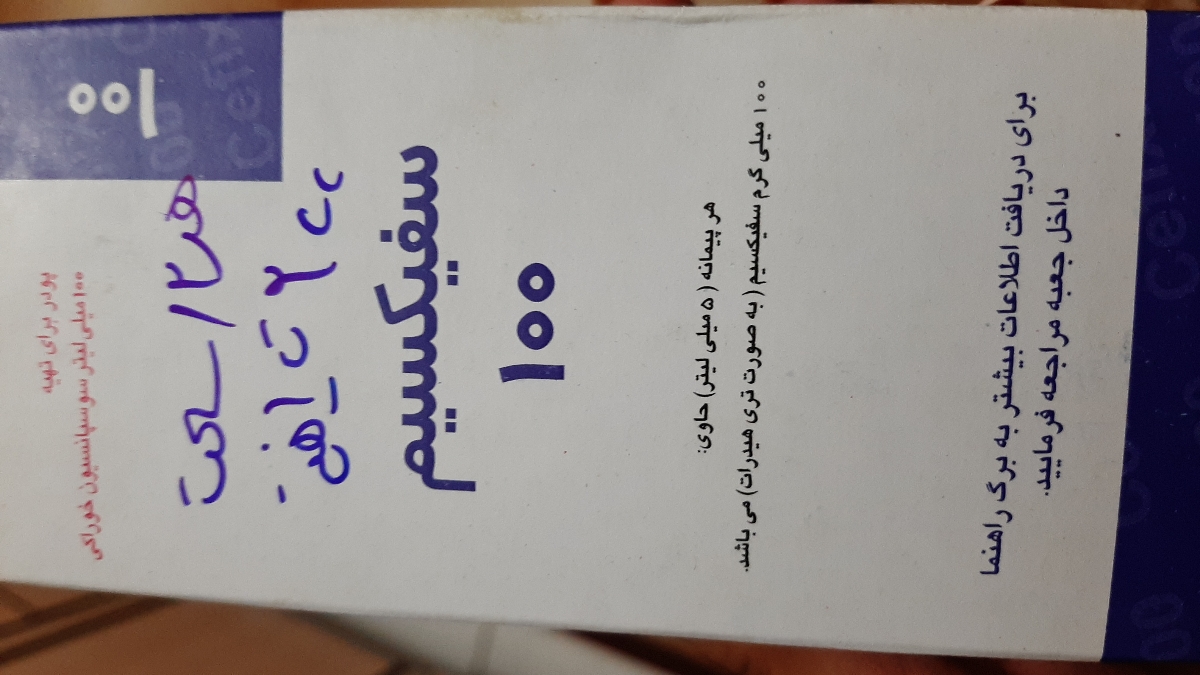 ۱۰۰
پودر برای تهیه
۱۰۰ میلی لیتر سوسپانسیون خوراکی
هر ۱۲ ساعت
۲ cc
سفیکسیم
۱۰۰
هر پیمانه (۵ میلی لیتر) حاوی:
۱۰۰ میلی گرم سفیکسیم (به صورت تری هیدرات) می باشد.
برای دریافت اطلاعات بیشتر به برگ راهنما
داخل جعبه مراجعه فرمایید.